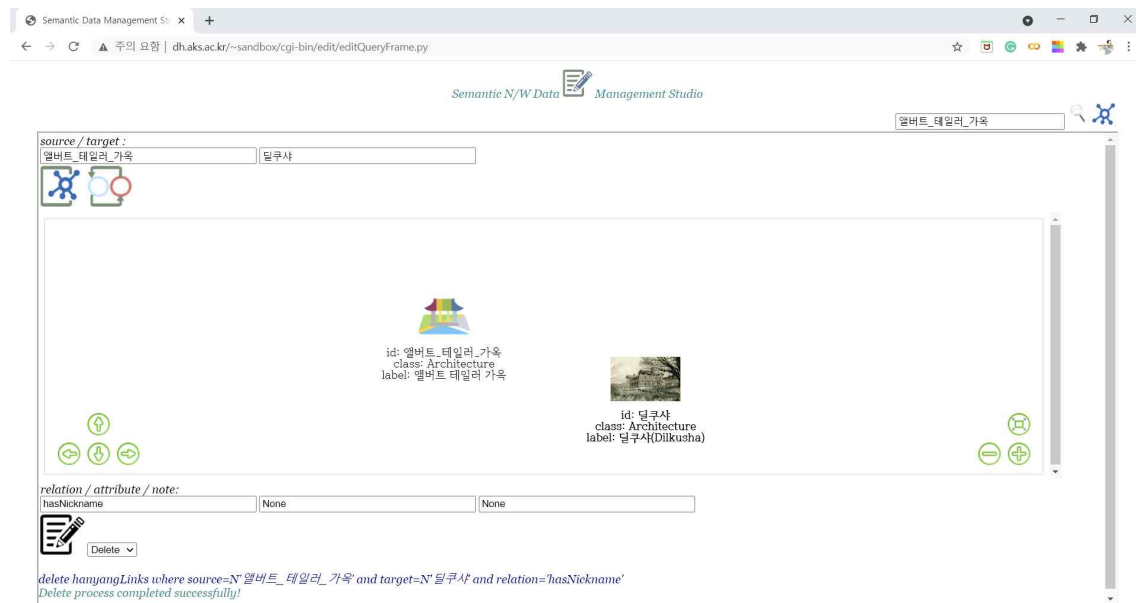 Semantic Data Management St
주의 요함 | dh.aks.ac.kr/~sandbox/cgi-bin/edit/editQueryFrame.py
Semantic N/W Data Management Studio
앨버트_테일러_가옥
source / target :
앨버트_테일러_가옥 딜쿠샤
id: 앨버트_테일러_가옥
class: Architecture
label: 앨버트 테일러 가옥
id: 딜쿠샤
class: Architecture
label: 딜쿠샤(Dilkusha)
relation / attribute / note:
hasNickname None None
Delete
delete hanyangLinks where source=N'앨버트_테일러_가옥' and target=N'딜쿠샤' and relation='hasNickname'
Delete process completed successfully!